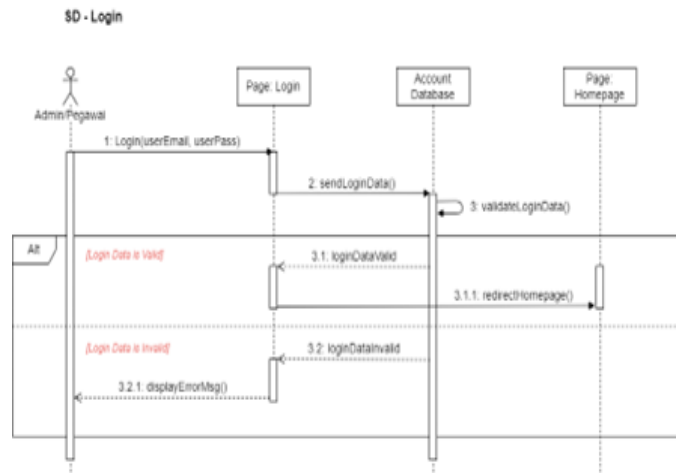 SD - Login
Admin/Pegawai
Page: Login
Account
Database
Page:
Homepage
1: Login(userEmail, userPass)
2: sendLoginData()
3: validateLoginData()
Alt
[Login Data is Valid]
3.1: loginDataValid
3.1.1: redirectHomepage()
[Login Data is Invalid]
3.2: loginDataInvalid
3.2.1: displayErrorMsg()